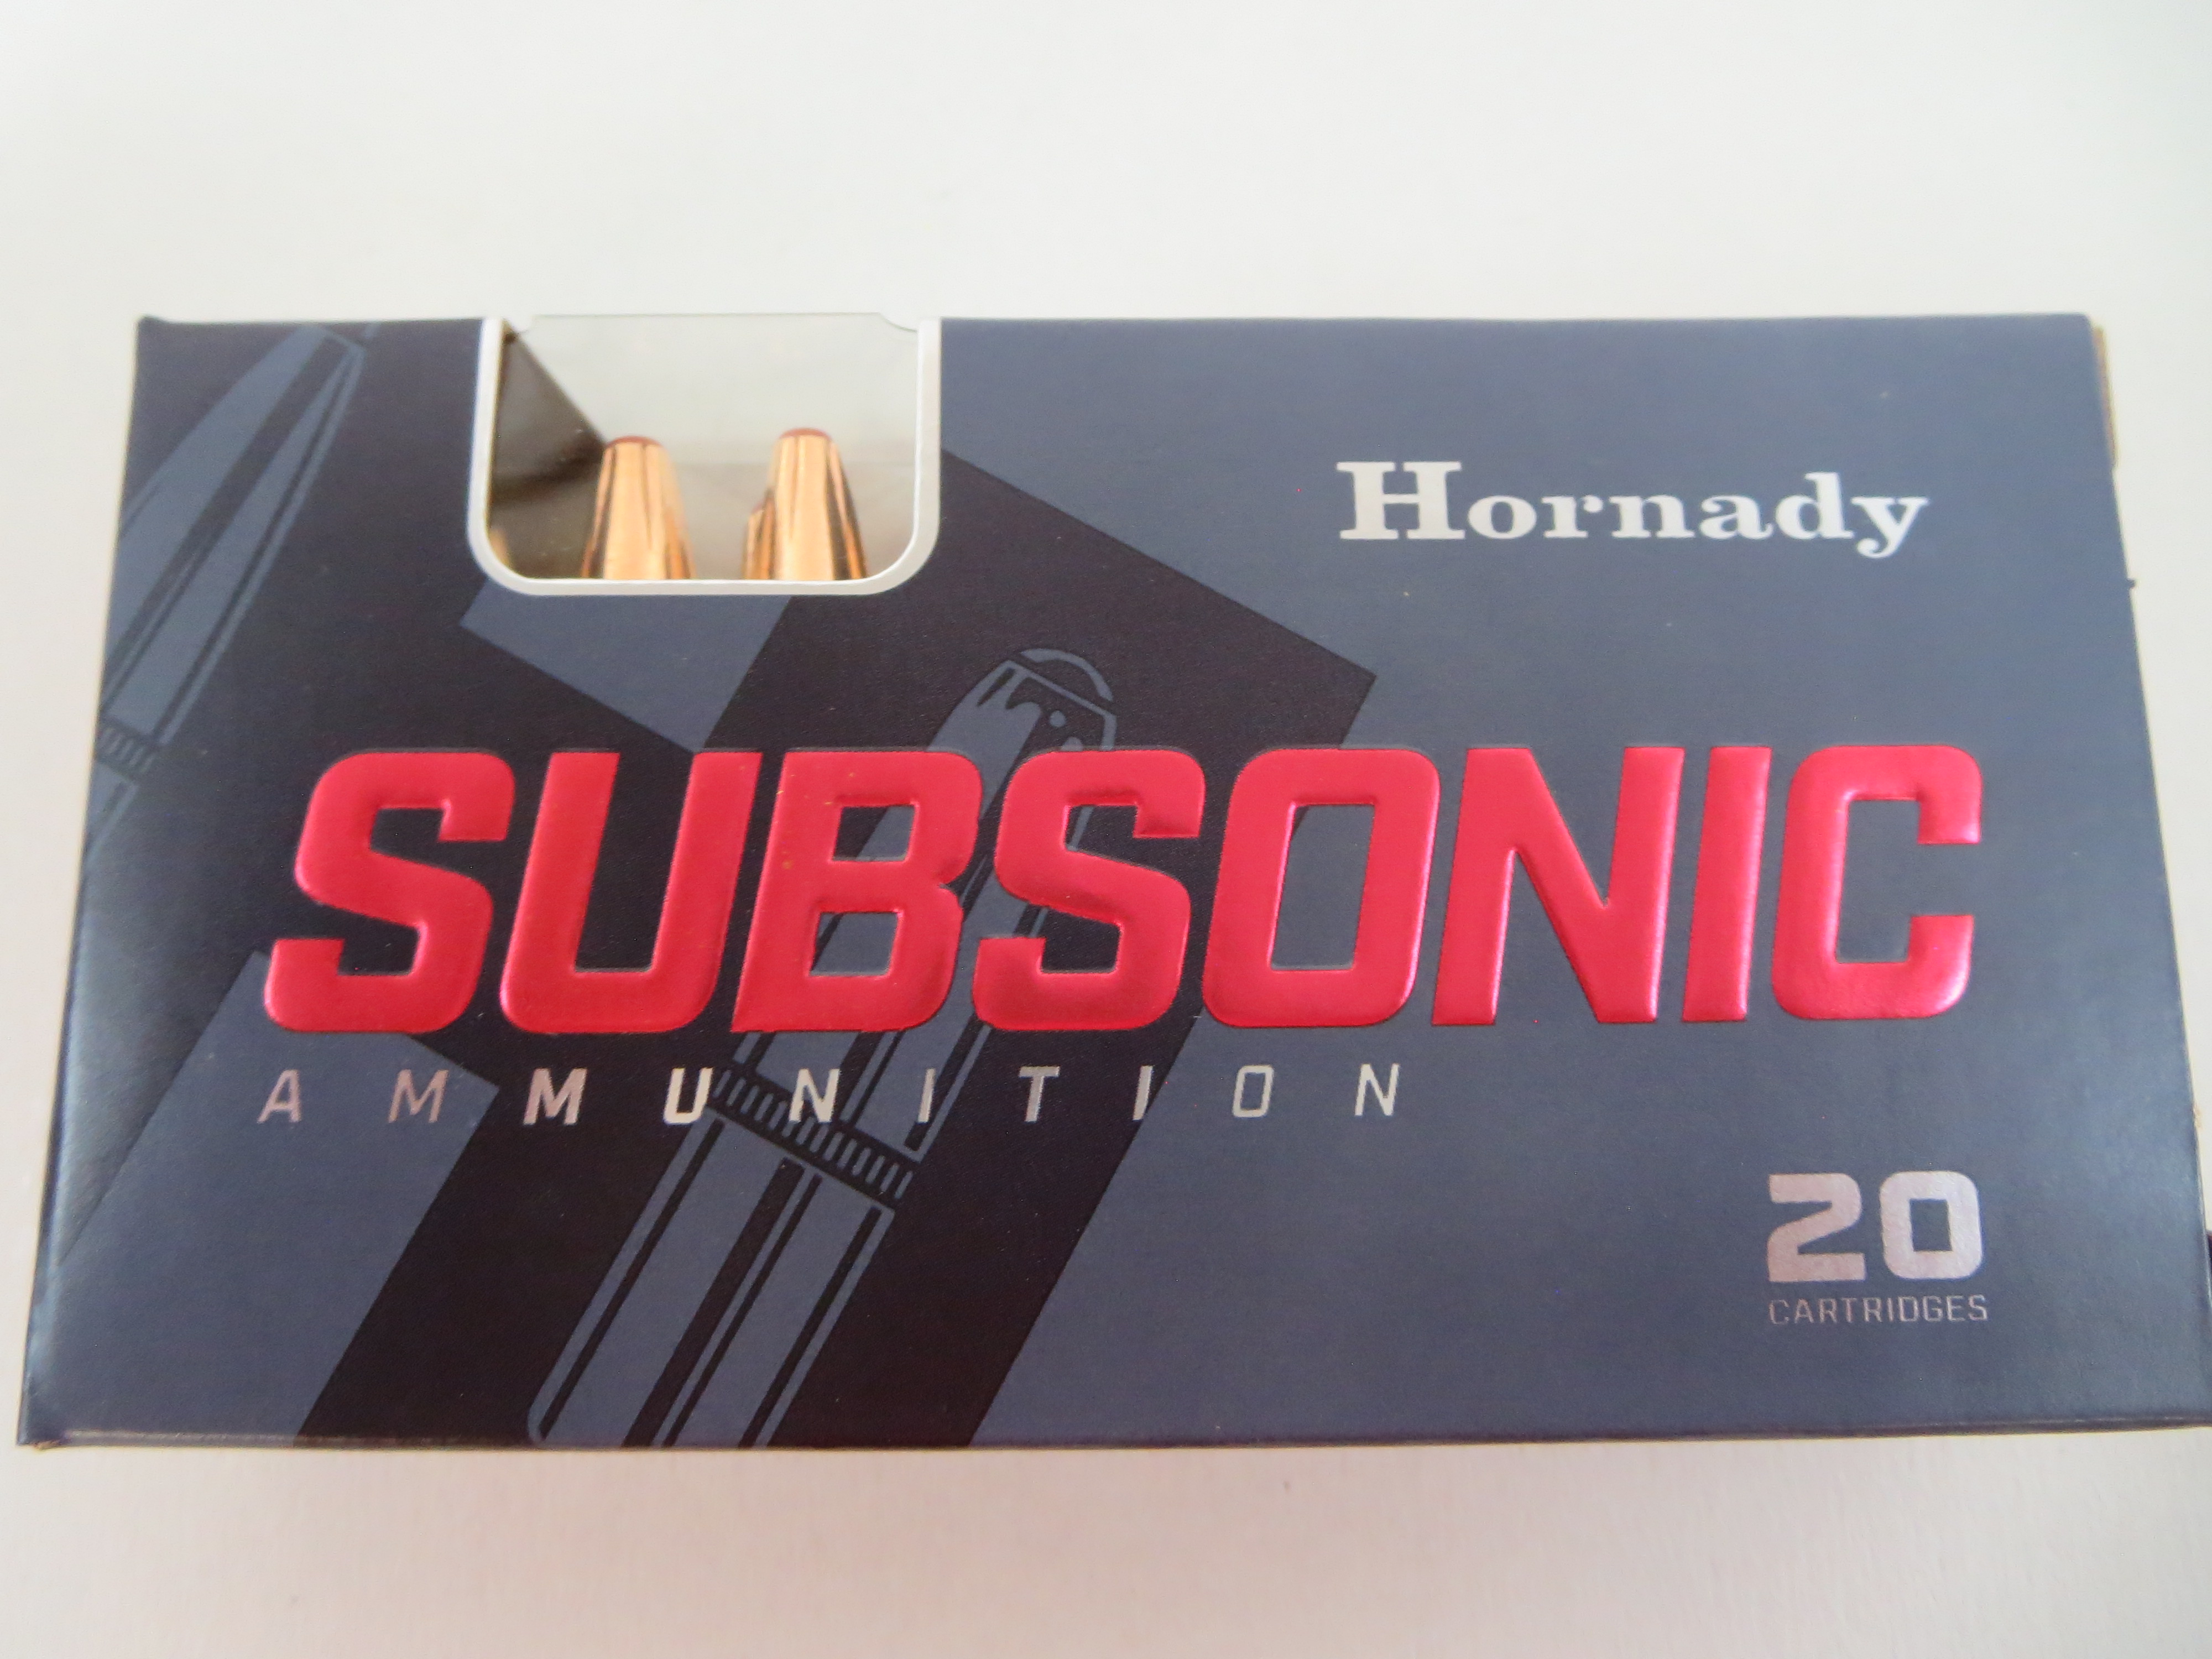 Hornady
SUBSONIC
AMMUNITION
20
CARTRIDGES